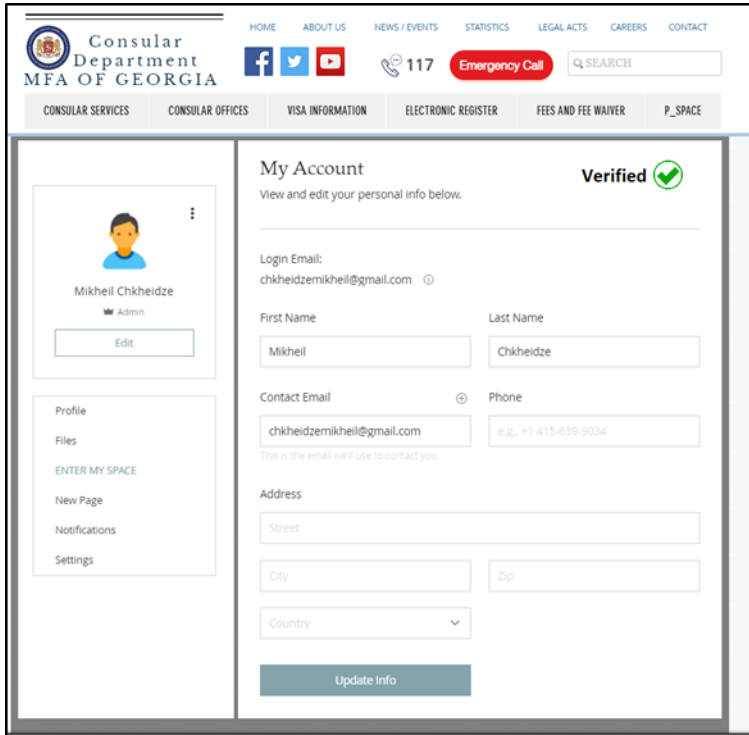 Consular
Department
MFA OF GEORGIA
HOME ABOUT US NEWS / EVENTS STATISTICS LEGAL ACTS CAREERS CONTACT
117 Emergency Call SEARCH
CONSULAR SERVICES CONSULAR OFFICES VISA INFORMATION ELECTRONIC REGISTER FEES AND FEE WAIVER P_SPACE
Mikheil Chkheidze
Admin
Edit
Profile
Files
ENTER MY SPACE
New Page
Notifications
Settings
My Account
Verified
View and edit your personal info below.
Login Email:
chkheidzemikheil@gmail.com
First Name Last Name
Mikheil Chkheidze
Contact Email Phone
chkheidzemikheil@gmail.com e.g., +1 415-639-9034
This is the email we'll use to contact you.
Address
Street
City Zip
Country
Update Info